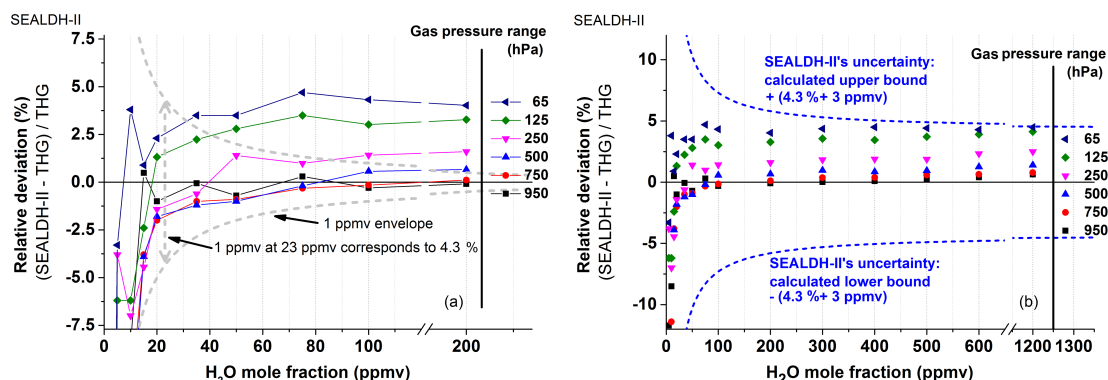 SEALDH-II
Relative deviation (%)
(SEALDH-II - THG) / THG
7.5
5.0
2.5
0.0
-2.5
-5.0
-7.5
0
20
40
60
80
100
200
H2O mole fraction (ppmv)
Gas pressure range
(hPa)
65
125
250
500
750
950
1 ppmv envelope
1 ppmv at 23 ppmv corresponds to 4.3 %
(a)
SEALDH-II
Relative deviation (%)
(SEALDH-II - THG) / THG
10
5
0
-5
-10
0
100
200
300
400
500
600
1200
1300
H2O mole fraction (ppmv)
SEALDH-II's uncertainty:
calculated upper bound
+ (4.3 %+ 3 ppmv)
SEALDH-II's uncertainty:
calculated lower bound
- (4.3 %+ 3 ppmv)
(b)
Gas pressure range
(hPa)
65
125
250
500
750
950